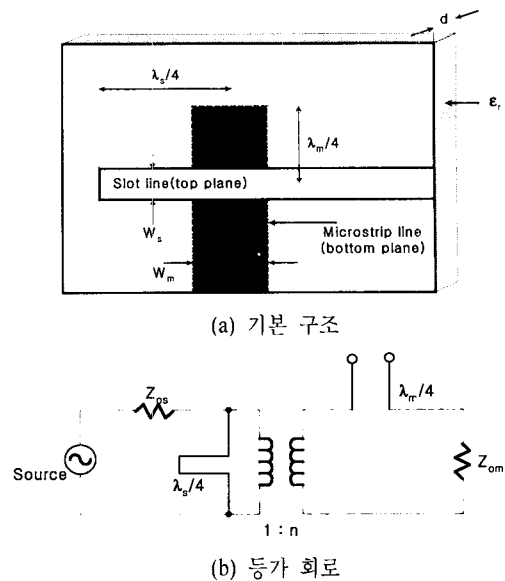 d
λs/4
εr
λm/4
Slot line(top plane)
Ws
Microstrip line
(bottom plane)
Wm
(a) 기본 구조
Zos
λm/4
Source
λs/4
Zom
1 : n
(b) 등가 회로